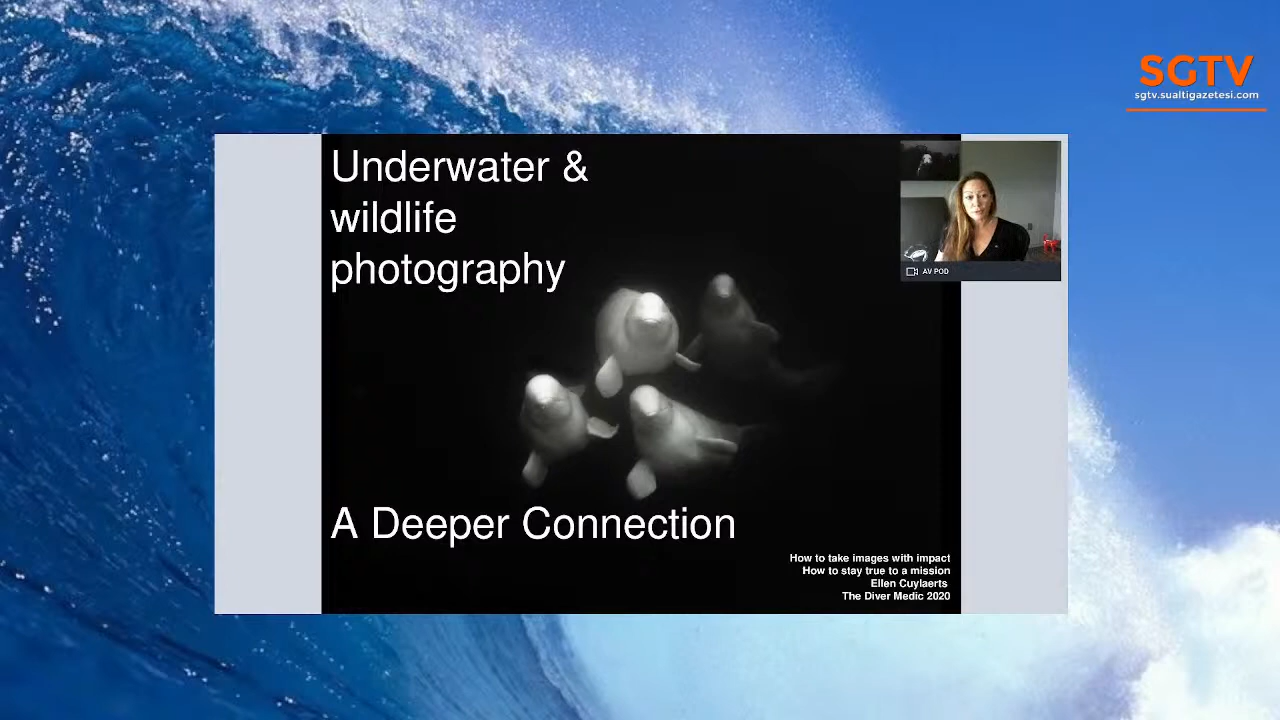 SGTV
sgtv.sualtigazetesi.com
Underwater &
wildlife
photography
AV POD
A Deeper Connection
How to take images with impact
How to stay true to a mission
Ellen Cuylaerts
The Diver Medic 2020